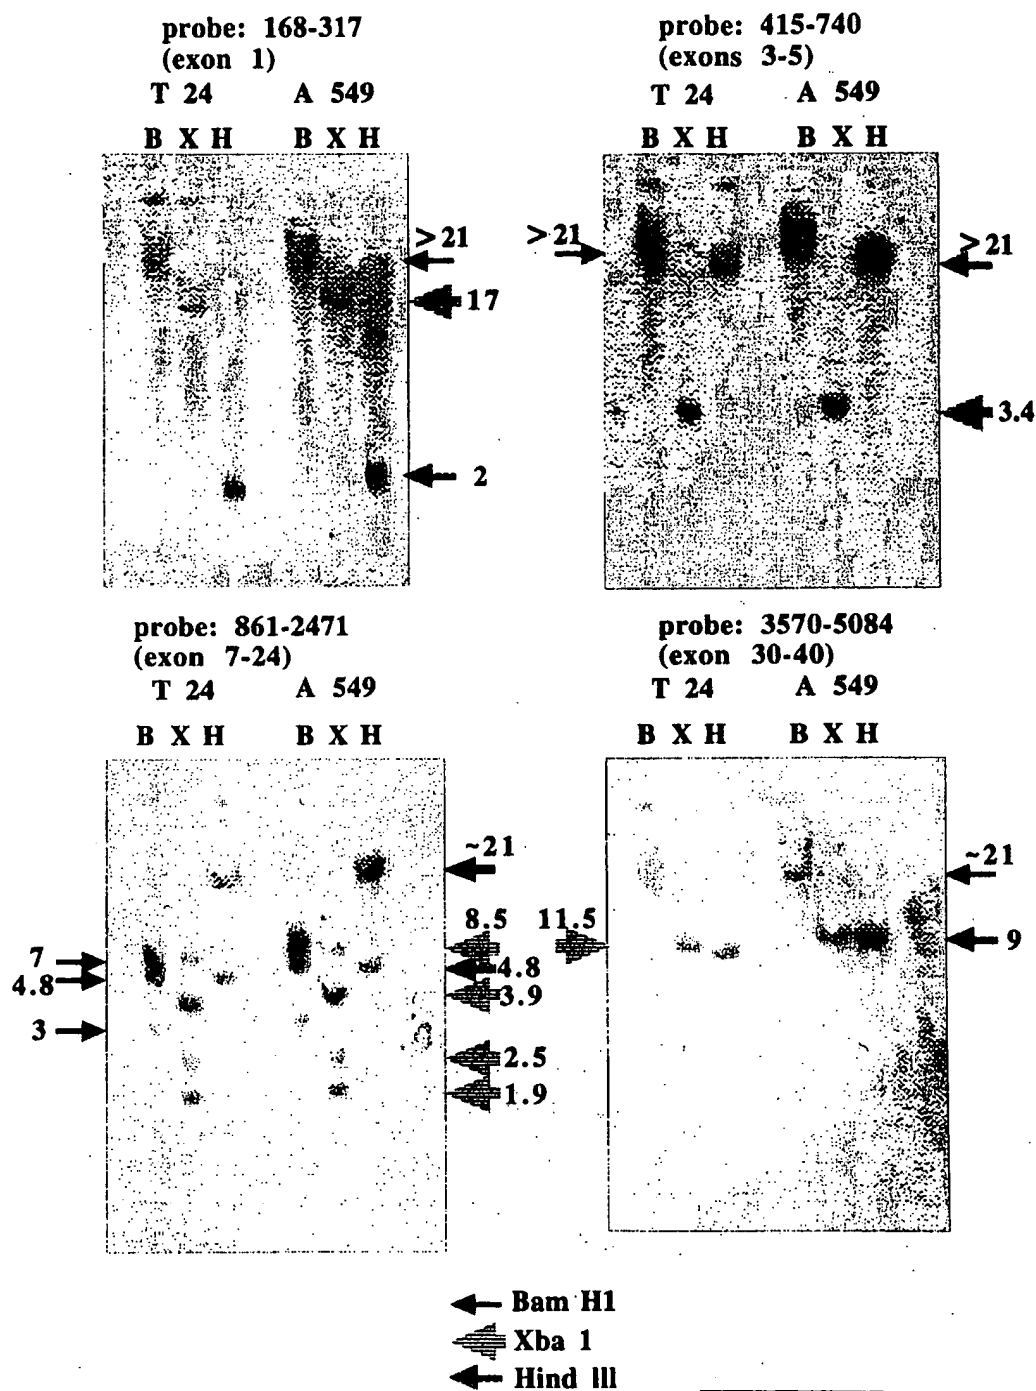 probe: 168-317
(exon 1)
T 24 A 549
B X H B X H
>21
17
2
probe: 415-740
(exons 3-5)
T 24 A 549
B X H B X H
>21
>21
3.4
probe: 861-2471
(exon 7-24)
T 24 A 549
B X H B X H
7
4.8
3
~21
8.5
4.8
3.9
2.5
1.9
probe: 3570-5084
(exon 30-40)
T 24 A 549
B X H B X H
11.5
~21
9
Bam H1
Xba 1
Hind III